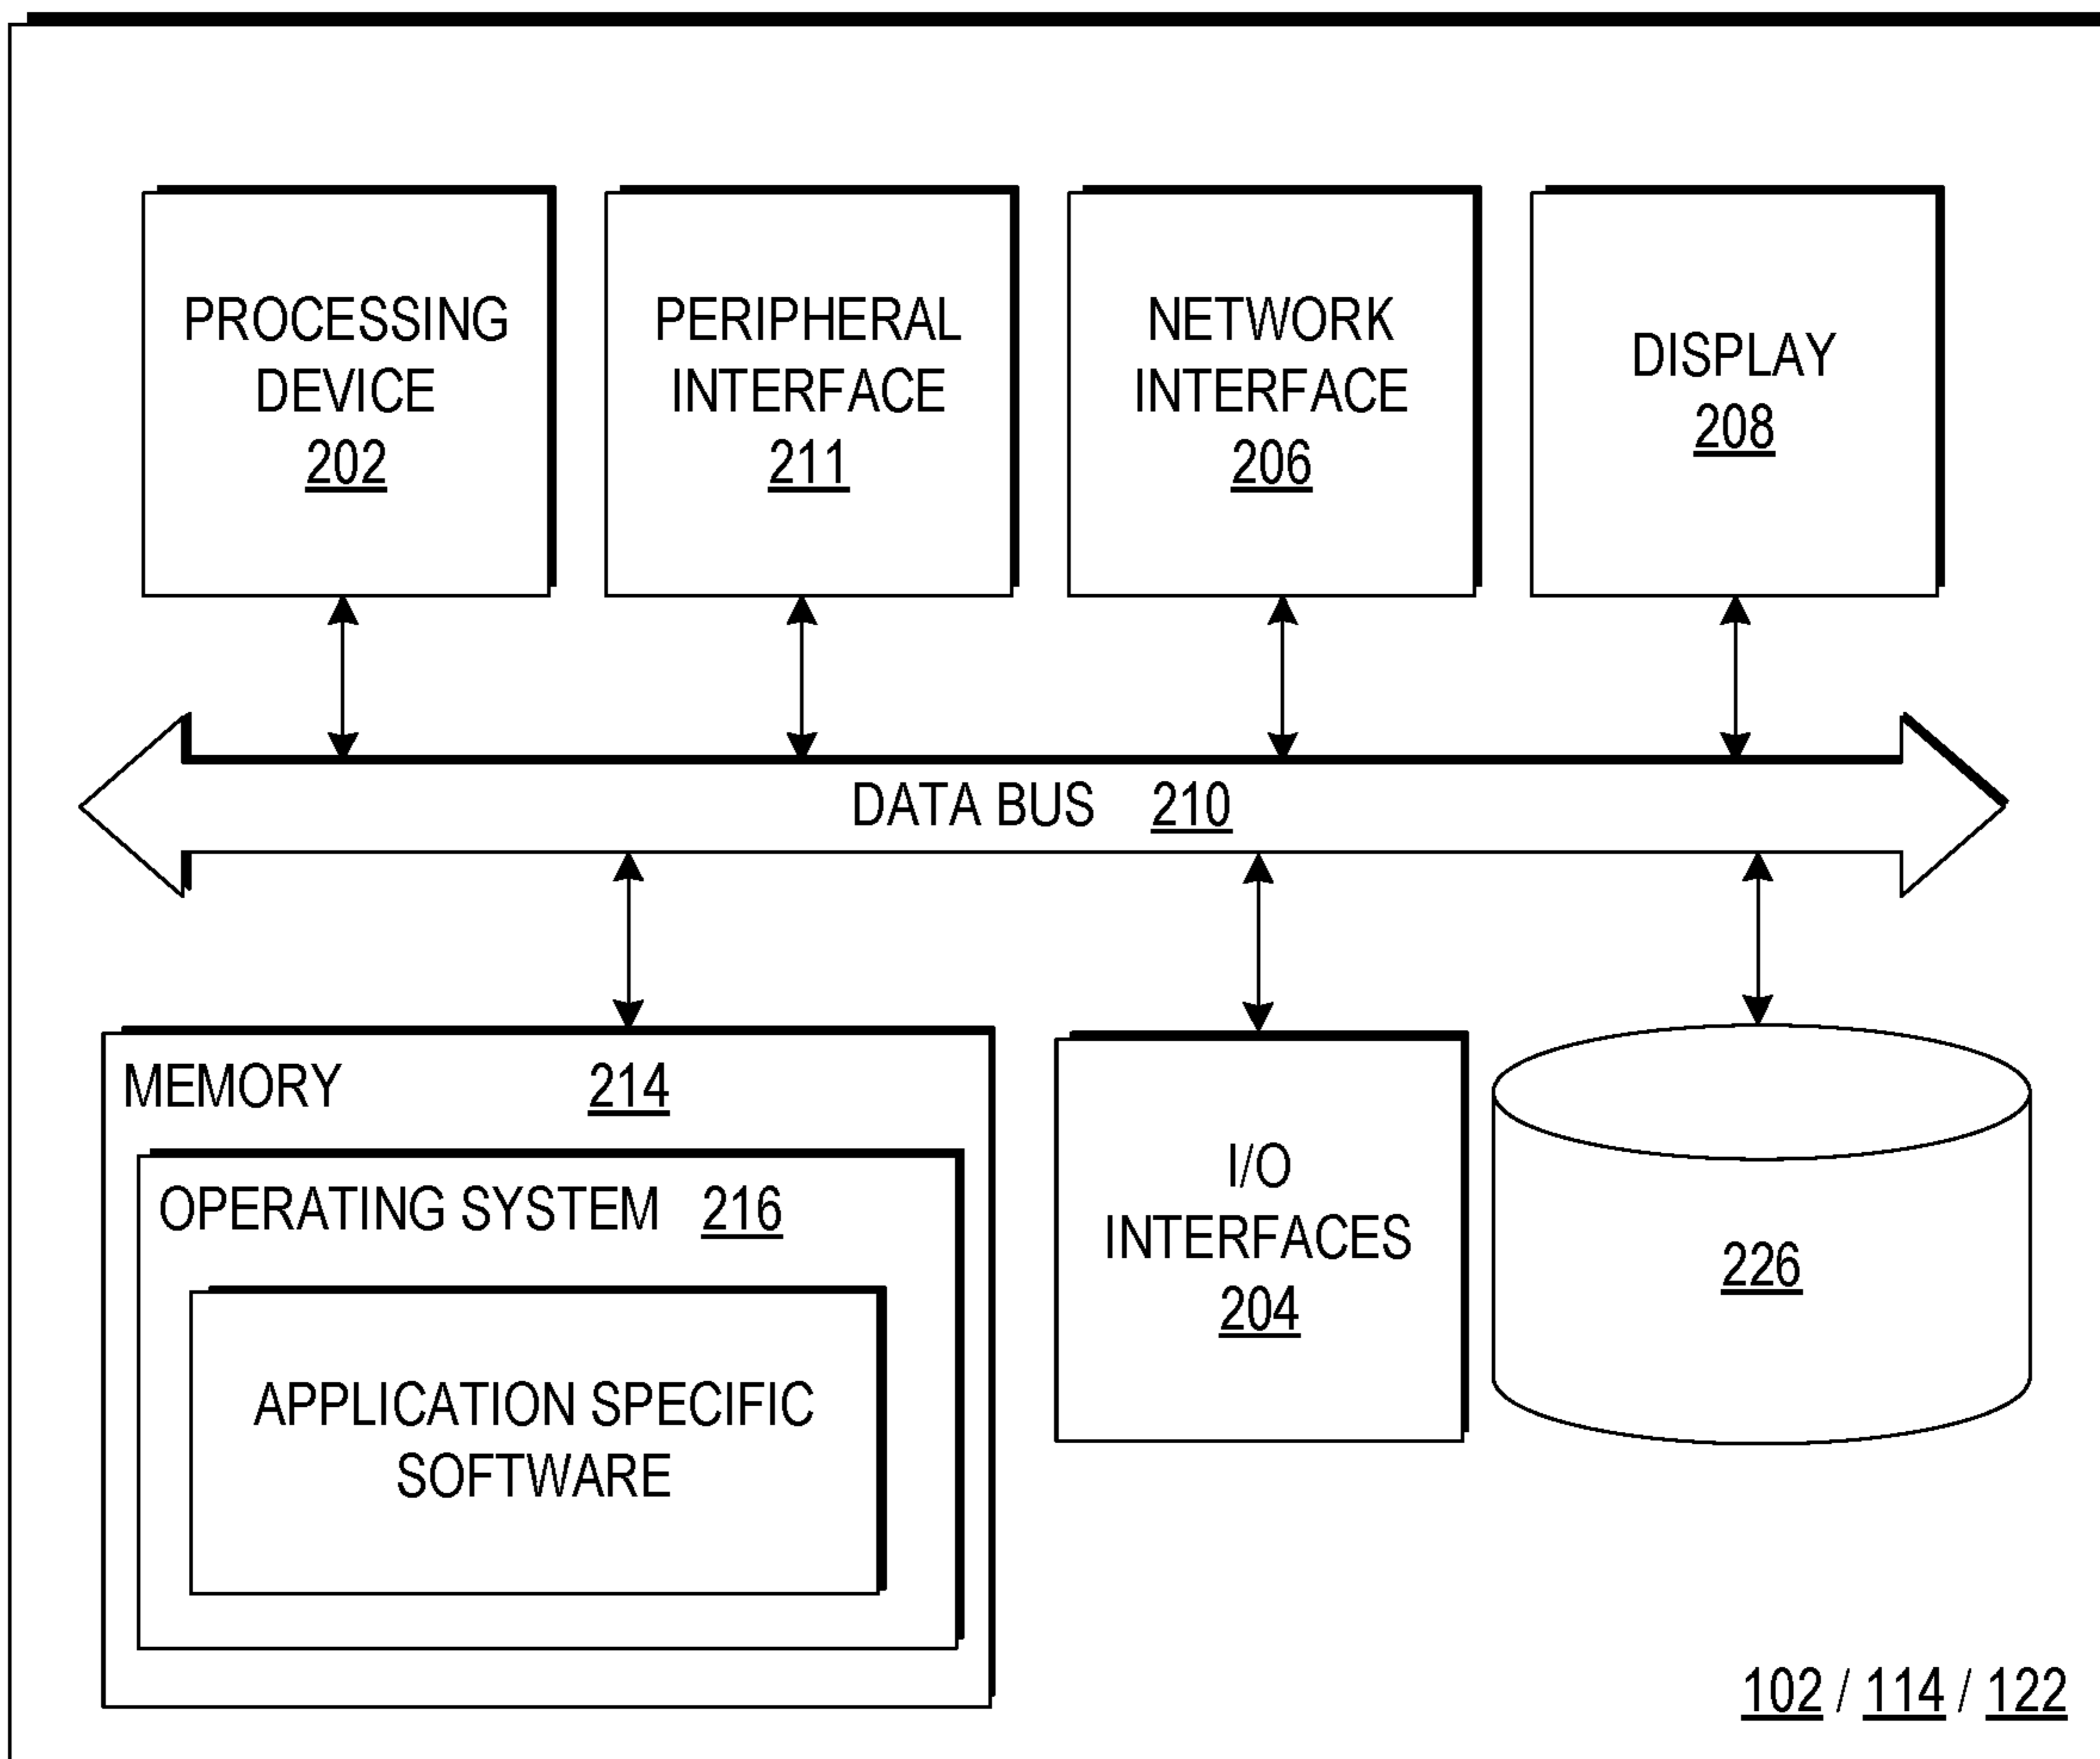 PROCESSING
DEVICE
202
PERIPHERAL
INTERFACE
211
NETWORK
INTERFACE
206
DISPLAY
208
DATA BUS 210
MEMORY 214
OPERATING SYSTEM 216
APPLICATION SPECIFIC
SOFTWARE
I/O
INTERFACES
204
226
102 / 114 / 122